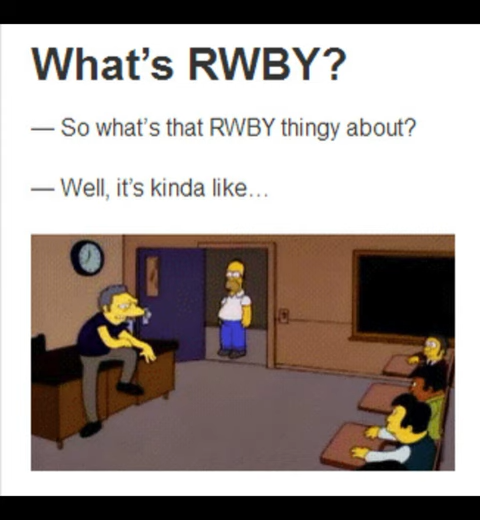 What's RWBY?
— So what's that RWBY thingy about?
— Well, it's kinda like...